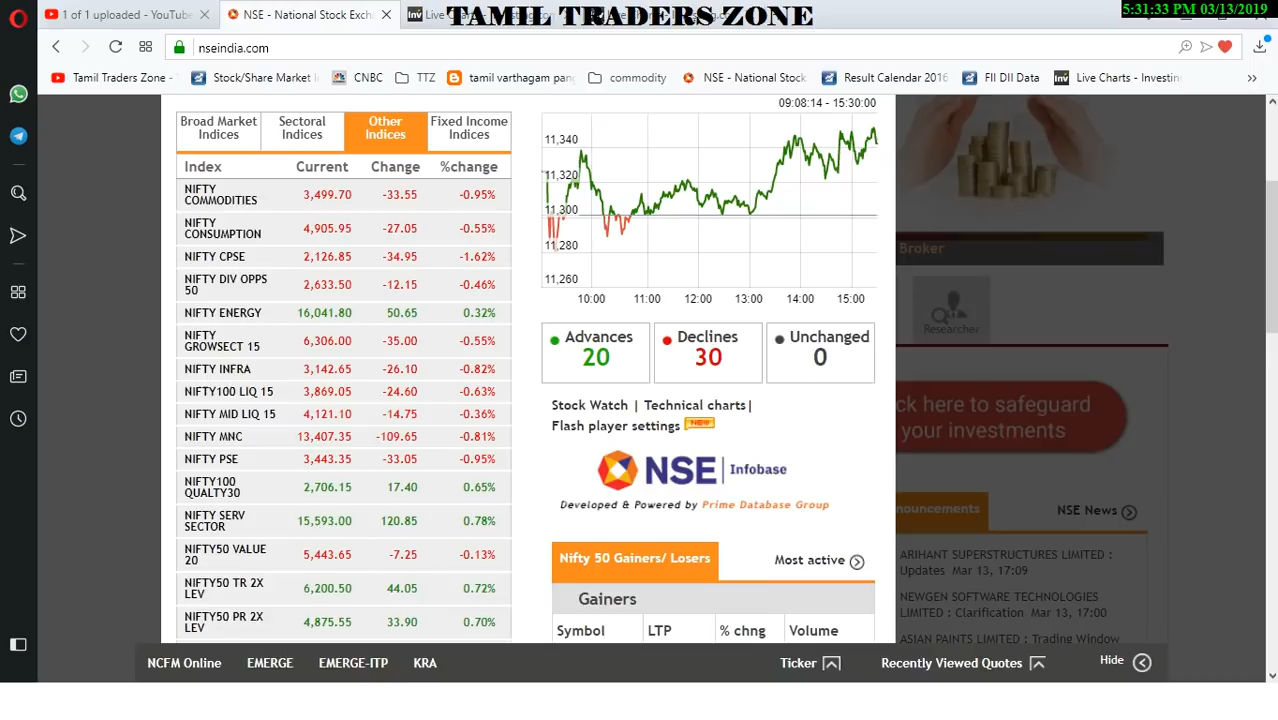 TAMIL TRADERS ZONE
5:31:33 PM 03/13/2019
1 of 1 uploaded - YouTube
NSE - National Stock Exch
nseindia.com
Tamil Traders Zone -
Stock/Share Market
CNBC
TTZ
tamil varthagam pan
commodity
NSE - National Stock
Result Calendar 2016
FII DII Data
Live Charts - Investin
09:08:14 - 15:30:00
Broad Market Indices
Sectoral Indices
Other Indices
Fixed Income Indices
Index Current Change %change
NIFTY COMMODITIES 3,499.70 -33.55 -0.95%
NIFTY CONSUMPTION 4,905.95 -27.05 -0.55%
NIFTY CPSE 2,126.85 -34.95 -1.62%
NIFTY DIV OPPS 50 2,633.50 -12.15 -0.46%
NIFTY ENERGY 16,041.80 50.65 0.32%
NIFTY GROWSECT 15 6,306.00 -35.00 -0.55%
NIFTY INFRA 3,142.65 -26.10 -0.82%
NIFTY100 LIQ 15 3,869.05 -24.60 -0.63%
NIFTY MID LIQ 15 4,121.10 -14.75 -0.36%
NIFTY MNC 13,407.35 -109.65 -0.81%
NIFTY PSE 3,443.35 -33.05 -0.95%
NIFTY100 QUALTY30 2,706.15 17.40 0.65%
NIFTY SERV SECTOR 15,593.00 120.85 0.78%
NIFTY50 VALUE 20 5,443.65 -7.25 -0.13%
NIFTY50 TR 2X LEV 6,200.50 44.05 0.72%
NIFTY50 PR 2X LEV 4,875.55 33.90 0.70%
11,340
11,320
11,300
11,280
11,260
10:00 11:00 12:00 13:00 14:00 15:00
Advances 20
Declines 30
Unchanged 0
Stock Watch | Technical charts|
Flash player settings NEW
NSE | Infobase
Developed & Powered by Prime Database Group
Nifty 50 Gainers/ Losers
Most active
Gainers
Symbol LTP % chng Volume
Broker
Researcher
ck here to safeguard
your investments
nouncements
NSE News
ARIHANT SUPERSTRUCTURES LIMITED :
Updates Mar 13, 17:09
NEWGEN SOFTWARE TECHNOLOGIES
LIMITED : Clarification Mar 13, 17:00
ASIAN PAINTS LIMITED : Trading Window
NCFM Online EMERGE EMERGE-ITP KRA Ticker Recently Viewed Quotes Hide